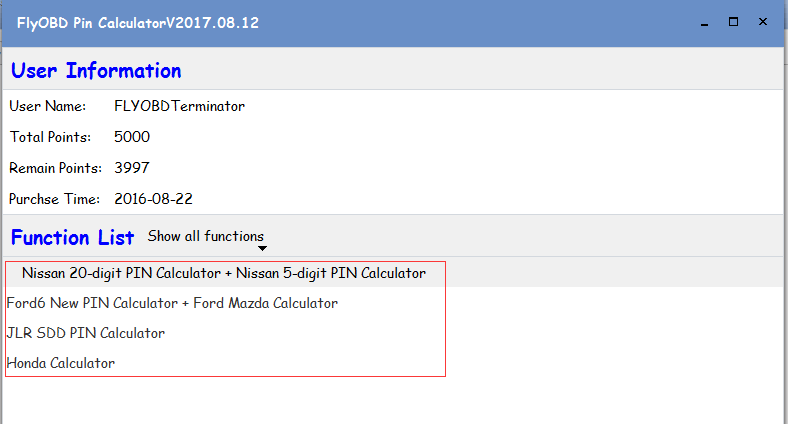 FlyOBD Pin CalculatorV2017.08.12
User Information
User Name: FLYOBDTerminator
Total Points: 5000
Remain Points: 3997
Purchse Time: 2016-08-22
Function List Show all functions
Nissan 20-digit PIN Calculator + Nissan 5-digit PIN Calculator
Ford6 New PIN Calculator + Ford Mazda Calculator
JLR SDD PIN Calculator
Honda Calculator